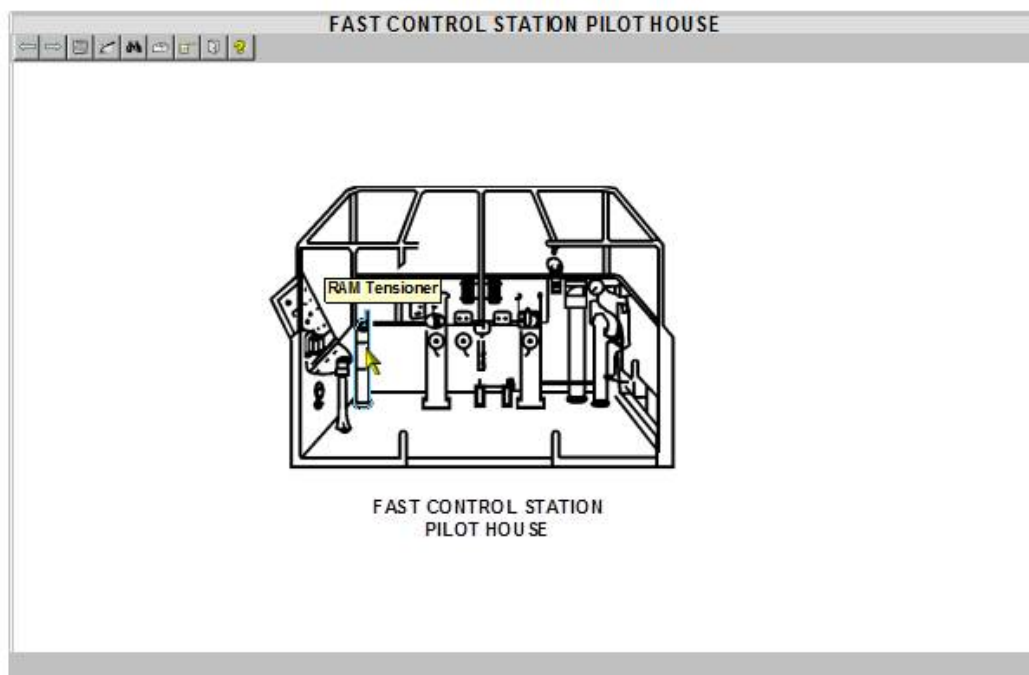 FAST CONTROL STATION PILOT HOUSE
RAM Tensioner
FAST CONTROL STATION
PILOT HOUSE